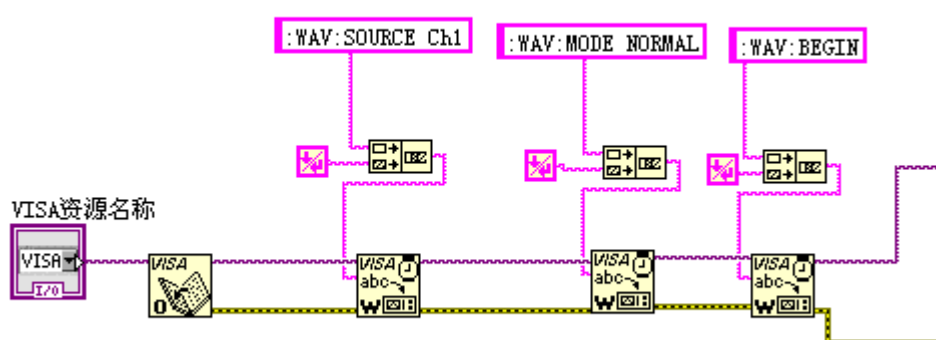 :WAV:SOURCE Ch1
:WAV:MODE NORMAL
:WAV:BEGIN
VISA资源名称
VISA
I/O
VISA
O
VISA
abc
W
VISA
abc
W
VISA
abc
W